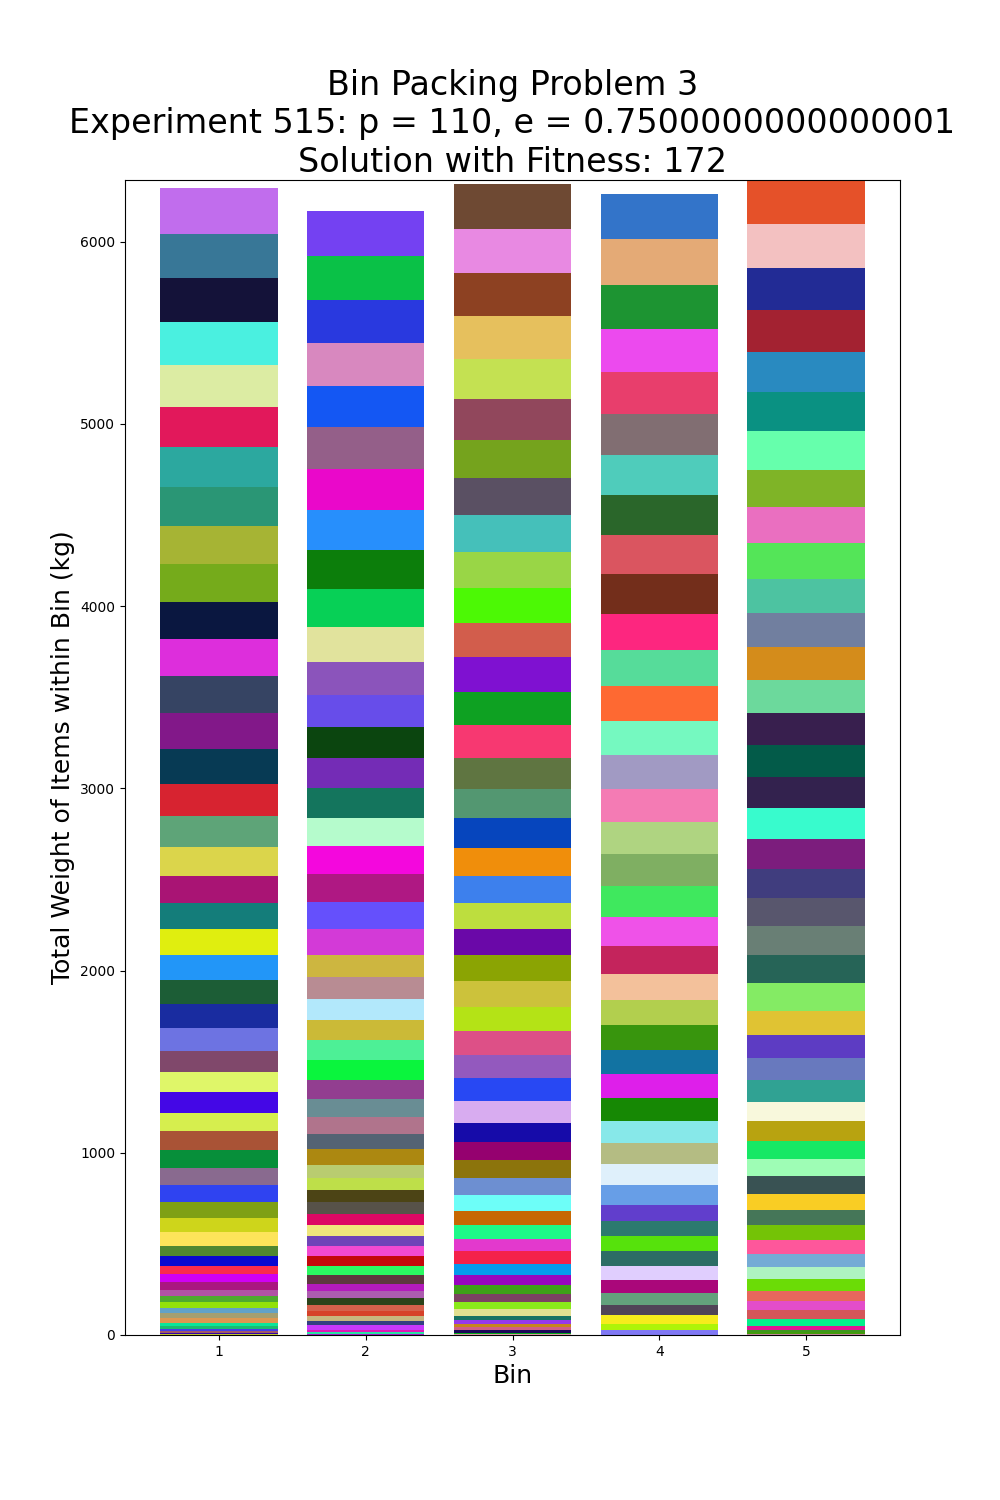 Bin Packing Problem 3
Experiment 515: p = 110, e = 0.7500000000000001
Solution with Fitness: 172
Total Weight of Items within Bin (kg)
6000
5000
4000
3000
2000
1000
0
1 2 3 4 5
Bin